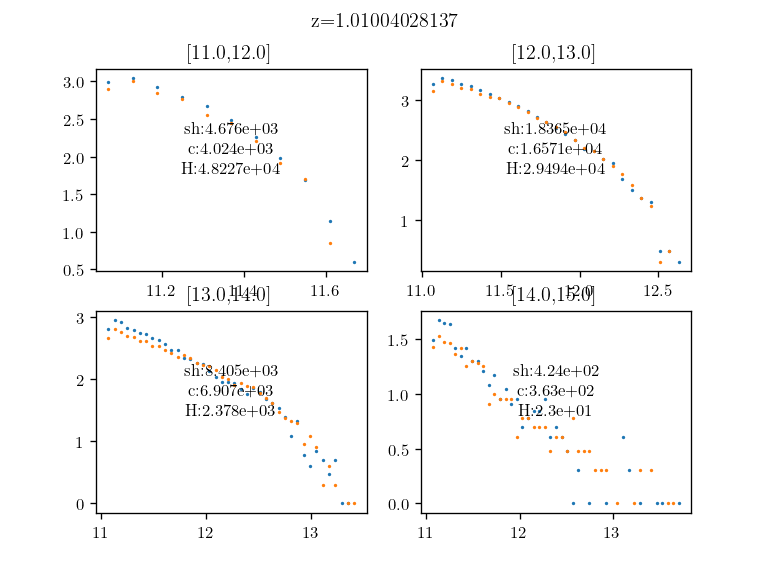 z=1.01004028137
[11.0,12.0]
[12.0,13.0]
3.0
2.5
2.0
1.5
1.0
0.5
sh:4.676e+03
c:4.024e+03
H:4.8227e+04
11.2
11.4
11.6
3
2
1
sh:1.8365e+04
c:1.6571e+04
H:2.9494e+04
11.0
11.5
12.0
12.5
[13.0,14.0]
[14.0,15.0]
3
2
1
0
sh:8.405e+03
c:6.907e+03
H:2.378e+03
11
12
13
1.5
1.0
0.5
0.0
sh:4.24e+02
c:3.63e+02
H:2.3e+01
11
12
13